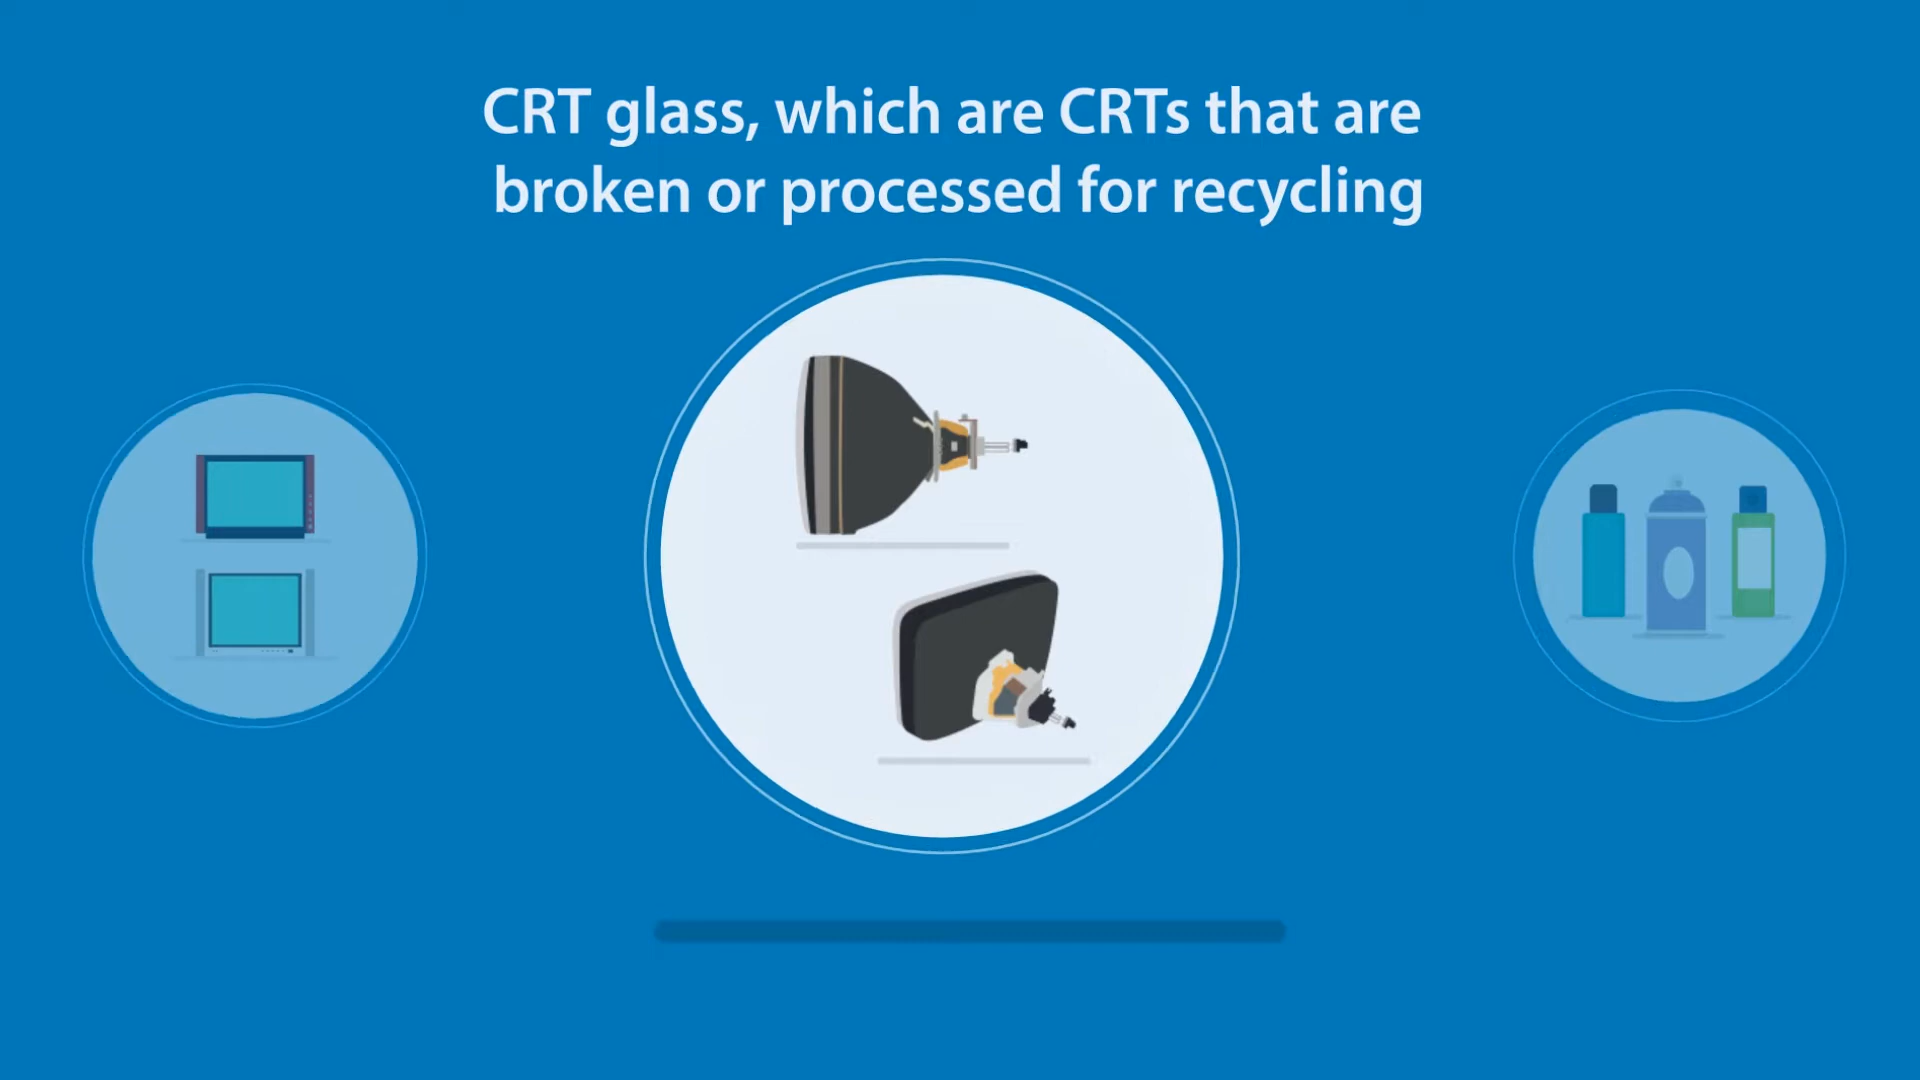 CRT glass, which are CRTs that are
broken or processed for recycling